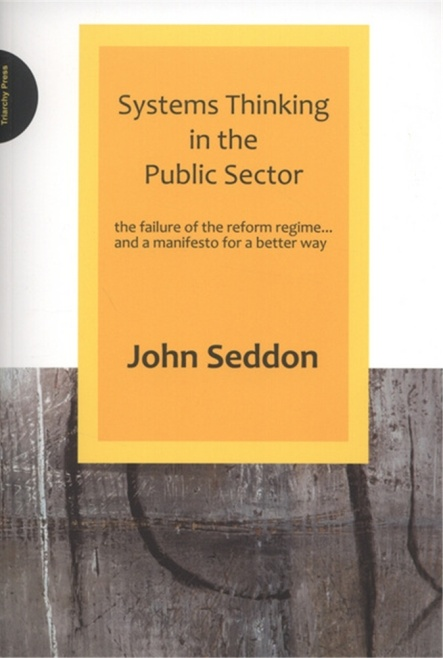 Triarchy Press
Systems Thinking
in the
Public Sector
the failure of the reform regime...
and a manifesto for a better way
John Seddon